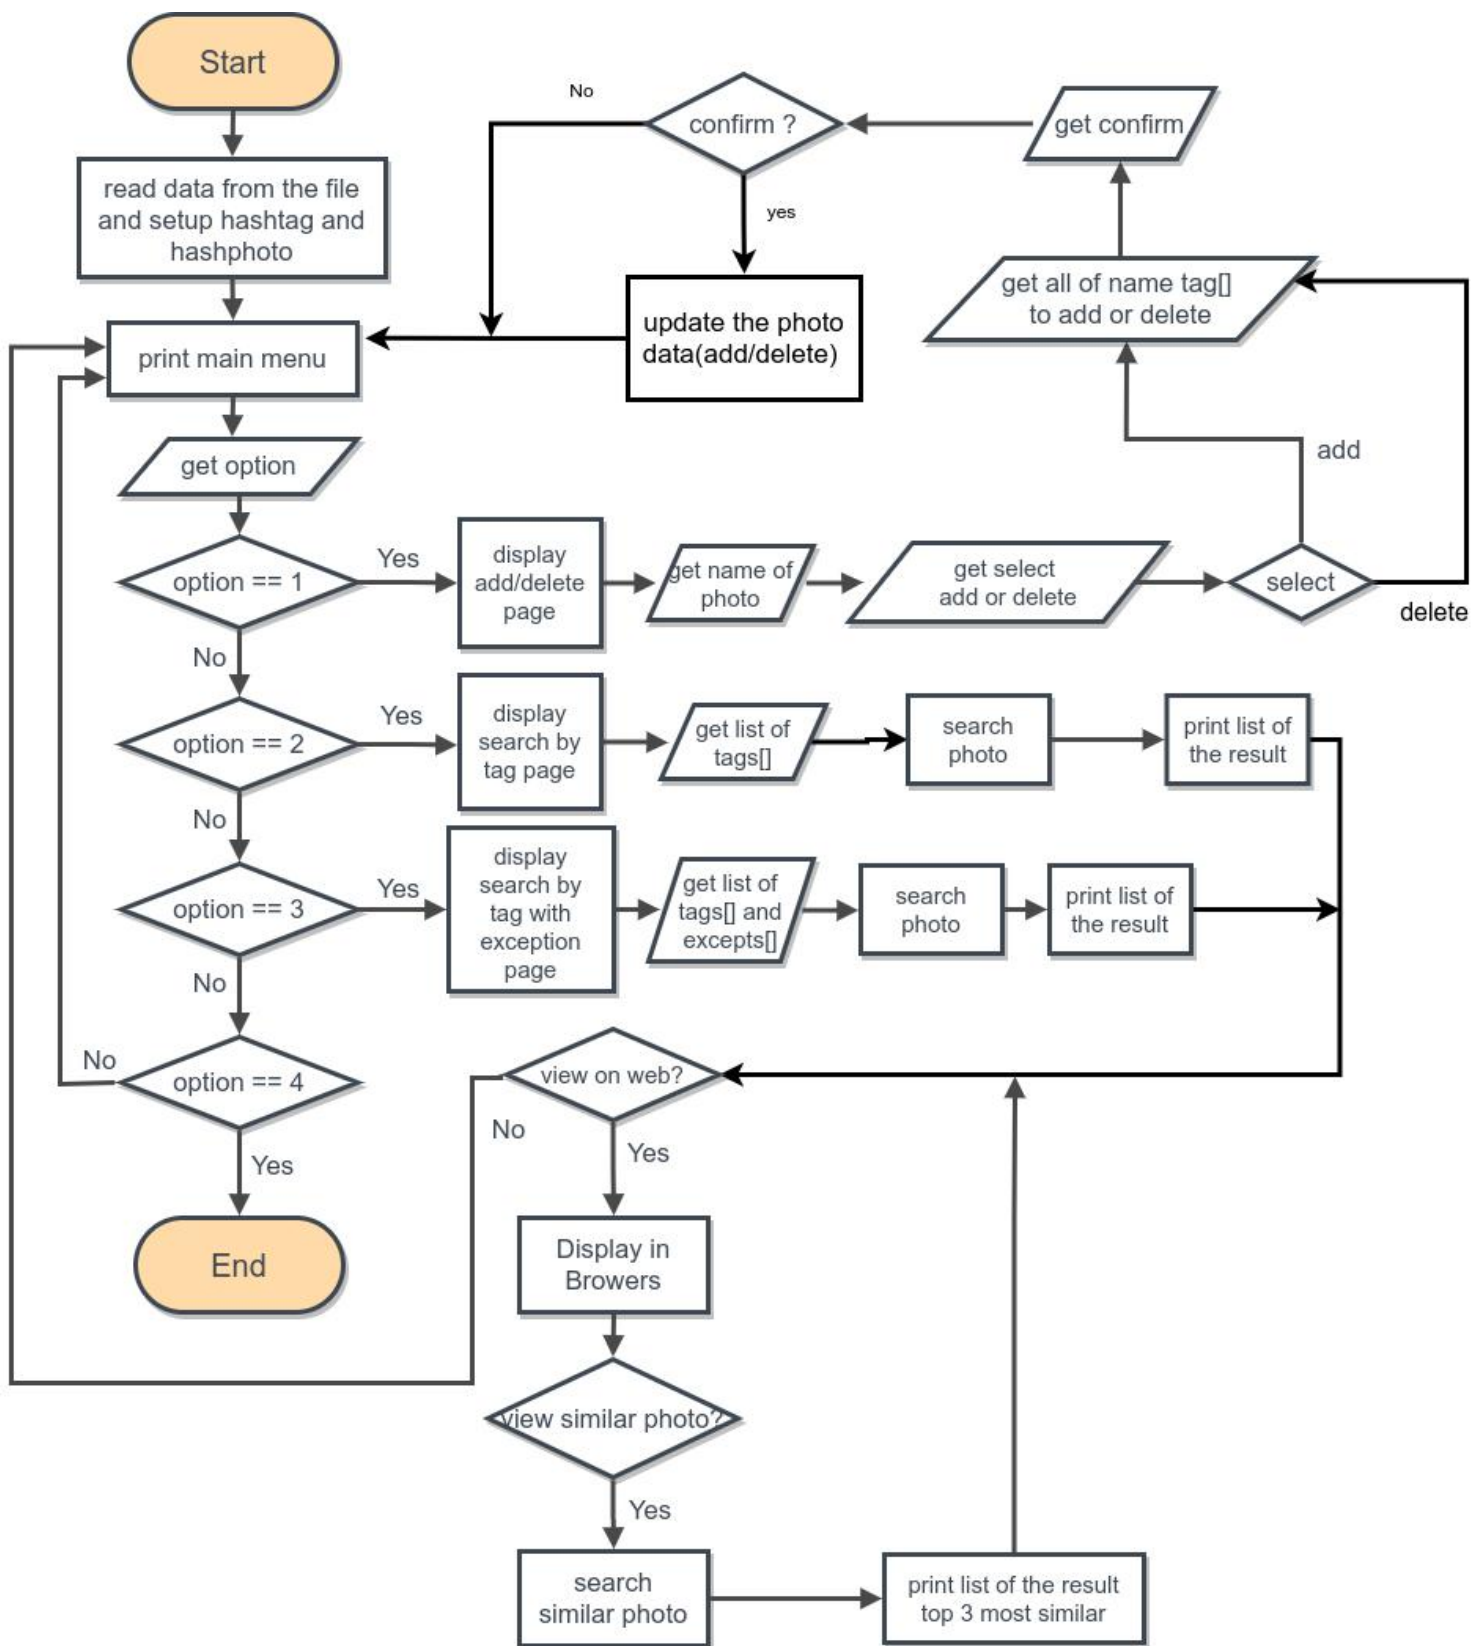 Start
read data from the file
and setup hashtag and
hashphoto
print main menu
get option
No
confirm ?
get confirm
yes
update the photo
data(add/delete)
get all of name tag[]
to add or delete
add
option == 1
Yes
display
add/delete
page
get name of
photo
get select
add or delete
select
delete
No
option == 2
Yes
display
search by
tag page
get list of
tags[]
search
photo
print list of
the result
No
option == 3
Yes
display
search by
tag with
exception
page
get list of
tags[] and
excepts[]
search
photo
print list of
the result
No
No
option == 4
Yes
End
view on web?
No
Yes
Display in
Browers
view similar photo?
Yes
search
similar photo
print list of the result
top 3 most similar